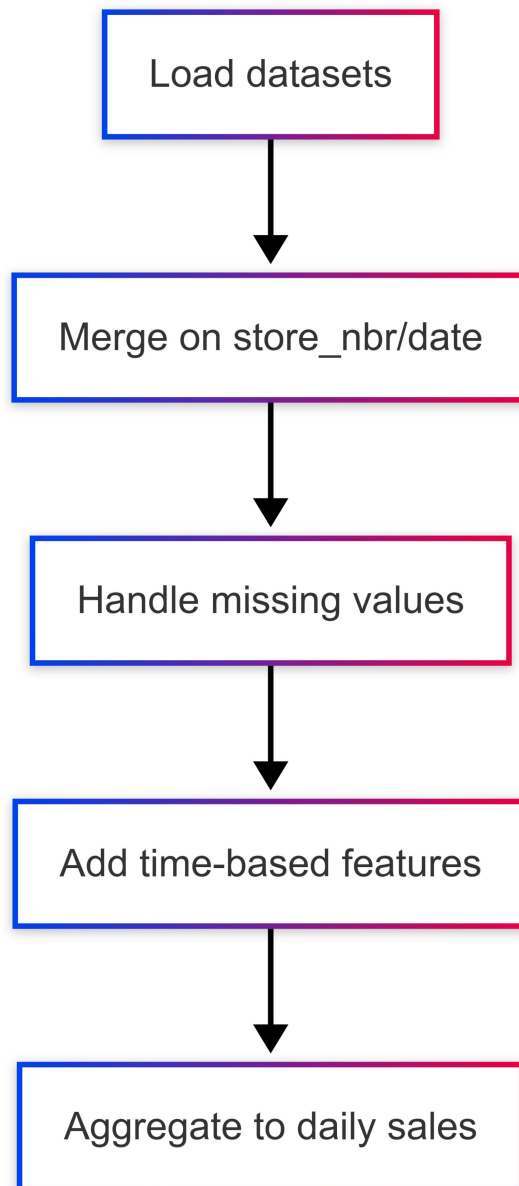 Load datasets
Merge on store_nbr/date
Handle missing values
Add time-based features
Aggregate to daily sales